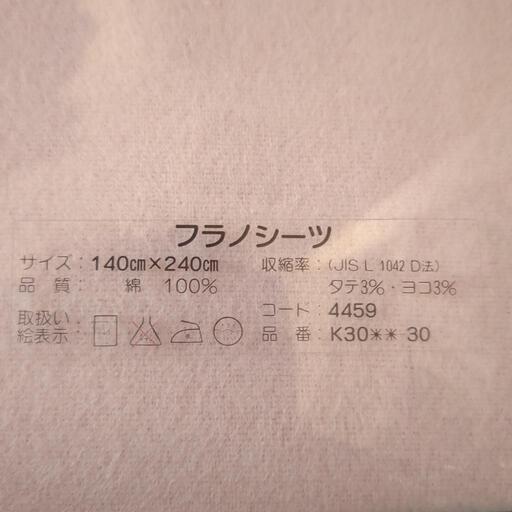 フラノシーツ
サイズ：140cm×240cm
品　質：　　綿　100%
取扱い
絵表示：
収縮率：(JIS L 1042 D法)
タテ3%・ヨコ3%
コード：4459
品　番：K30＊＊ 30